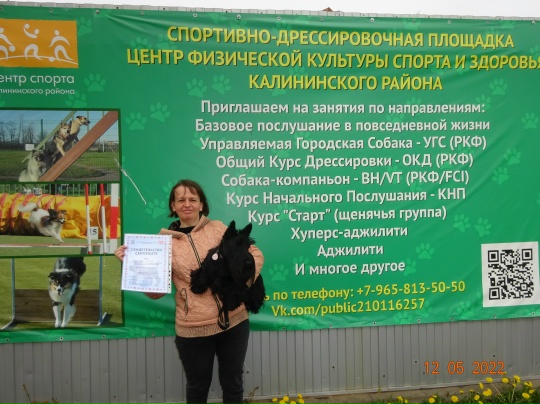 СПОРТИВНО-ДРЕССИРОВОЧНАЯ ПЛОЩАДКА
ЦЕНТР ФИЗИЧЕСКОЙ КУЛЬТУРЫ СПОРТА И ЗДОРОВЬЯ
КАЛИНИНСКОГО РАЙОНА
ентр спорта
алининского района
Приглашаем на занятия по направлениям:
Базовое послушание в повседневной жизни
Управляемая Городская Собака - УГС (РКФ)
Общий Курс Дрессировки - ОКД (РКФ)
Собака-компаньон - BH/VT (РКФ/FCI)
Курс Начального Послушания - КНП
Курс "Старт" (щенячья группа)
Хуперс-аджилити
Аджилити
И многое другое
ь по телефону: +7-965-813-50-50
Vk.com/public210116257
СВИДЕТЕЛЬСТВО
CERTIFICATE
12 05 2022